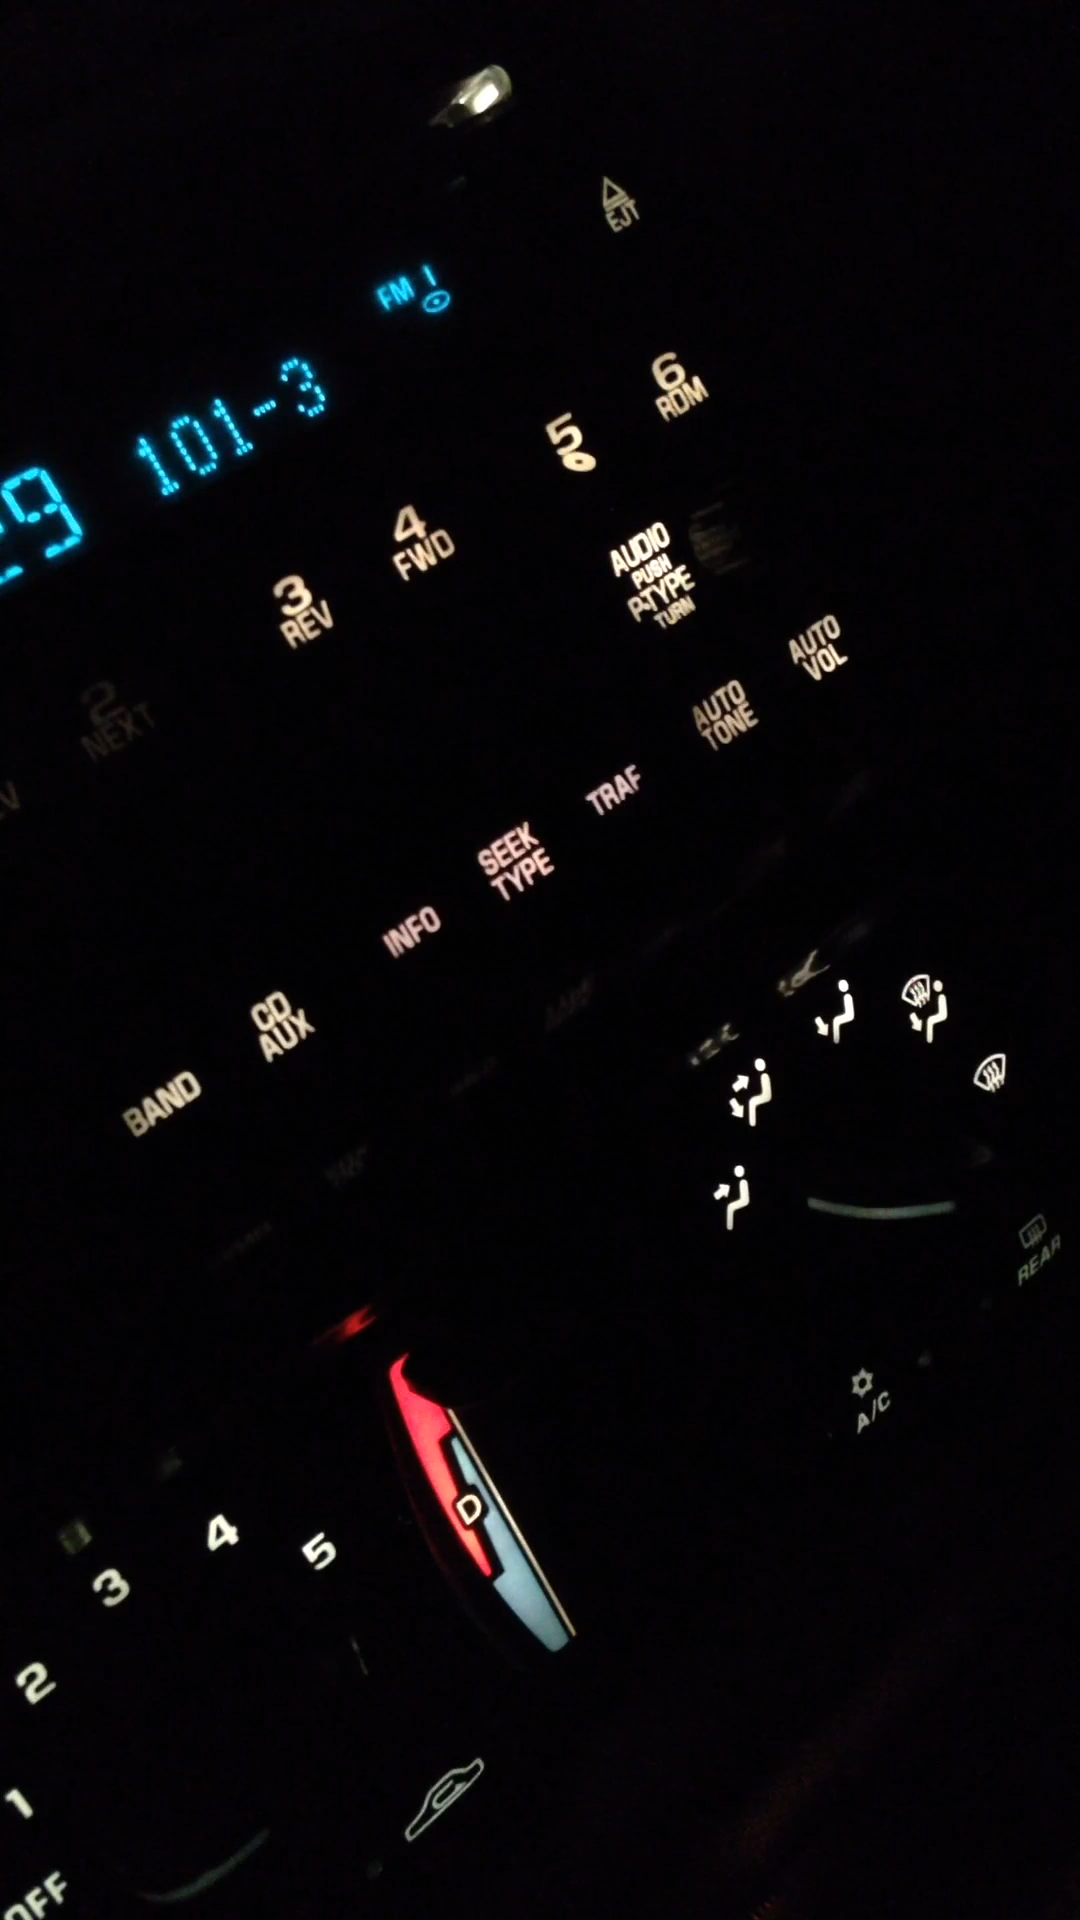 EJT
FM 1
9 101-3
6
RDM
5
4
FWD
3
REV
2
NEXT
AUDIO
PUSH
P-TYPE
TURN
AUTO
VOL
AUTO
TONE
TRAF
SEEK
TYPE
INFO
CD
AUX
BAND
REAR
A/C
D
5
4
3
2
1
OFF